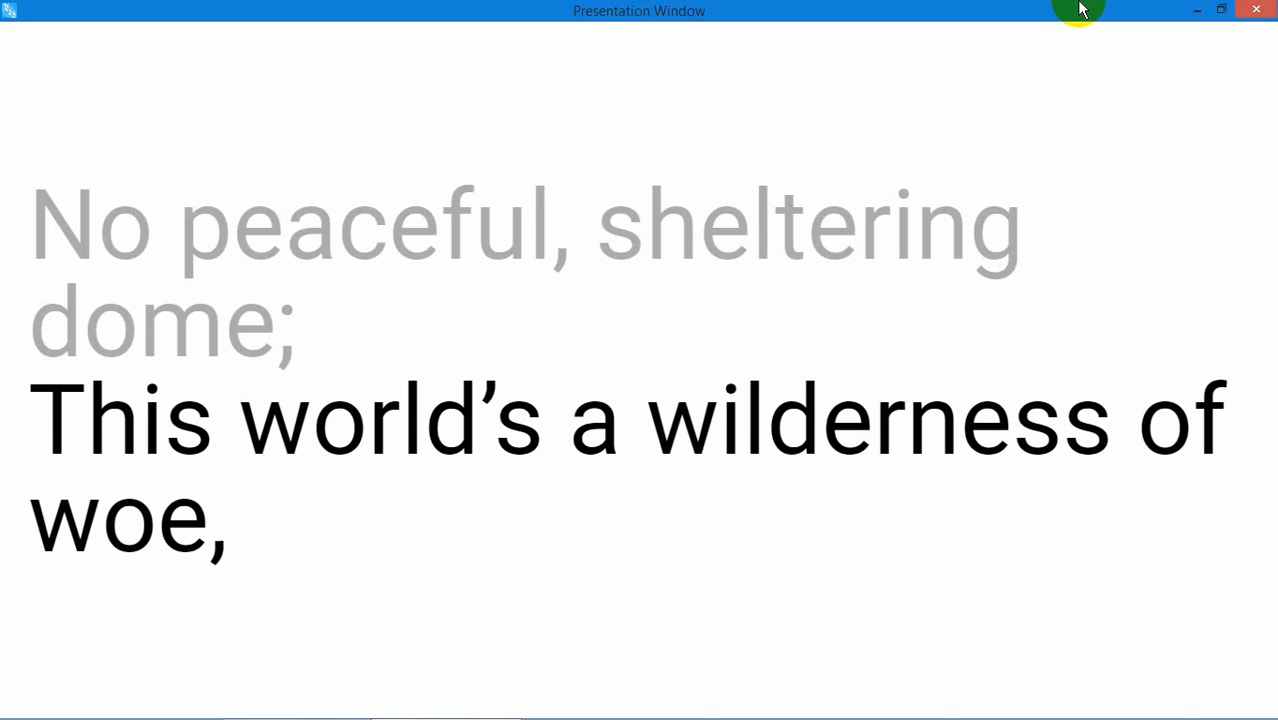 Presentation Window
No peaceful, sheltering
dome;
This world’s a wilderness of
woe,